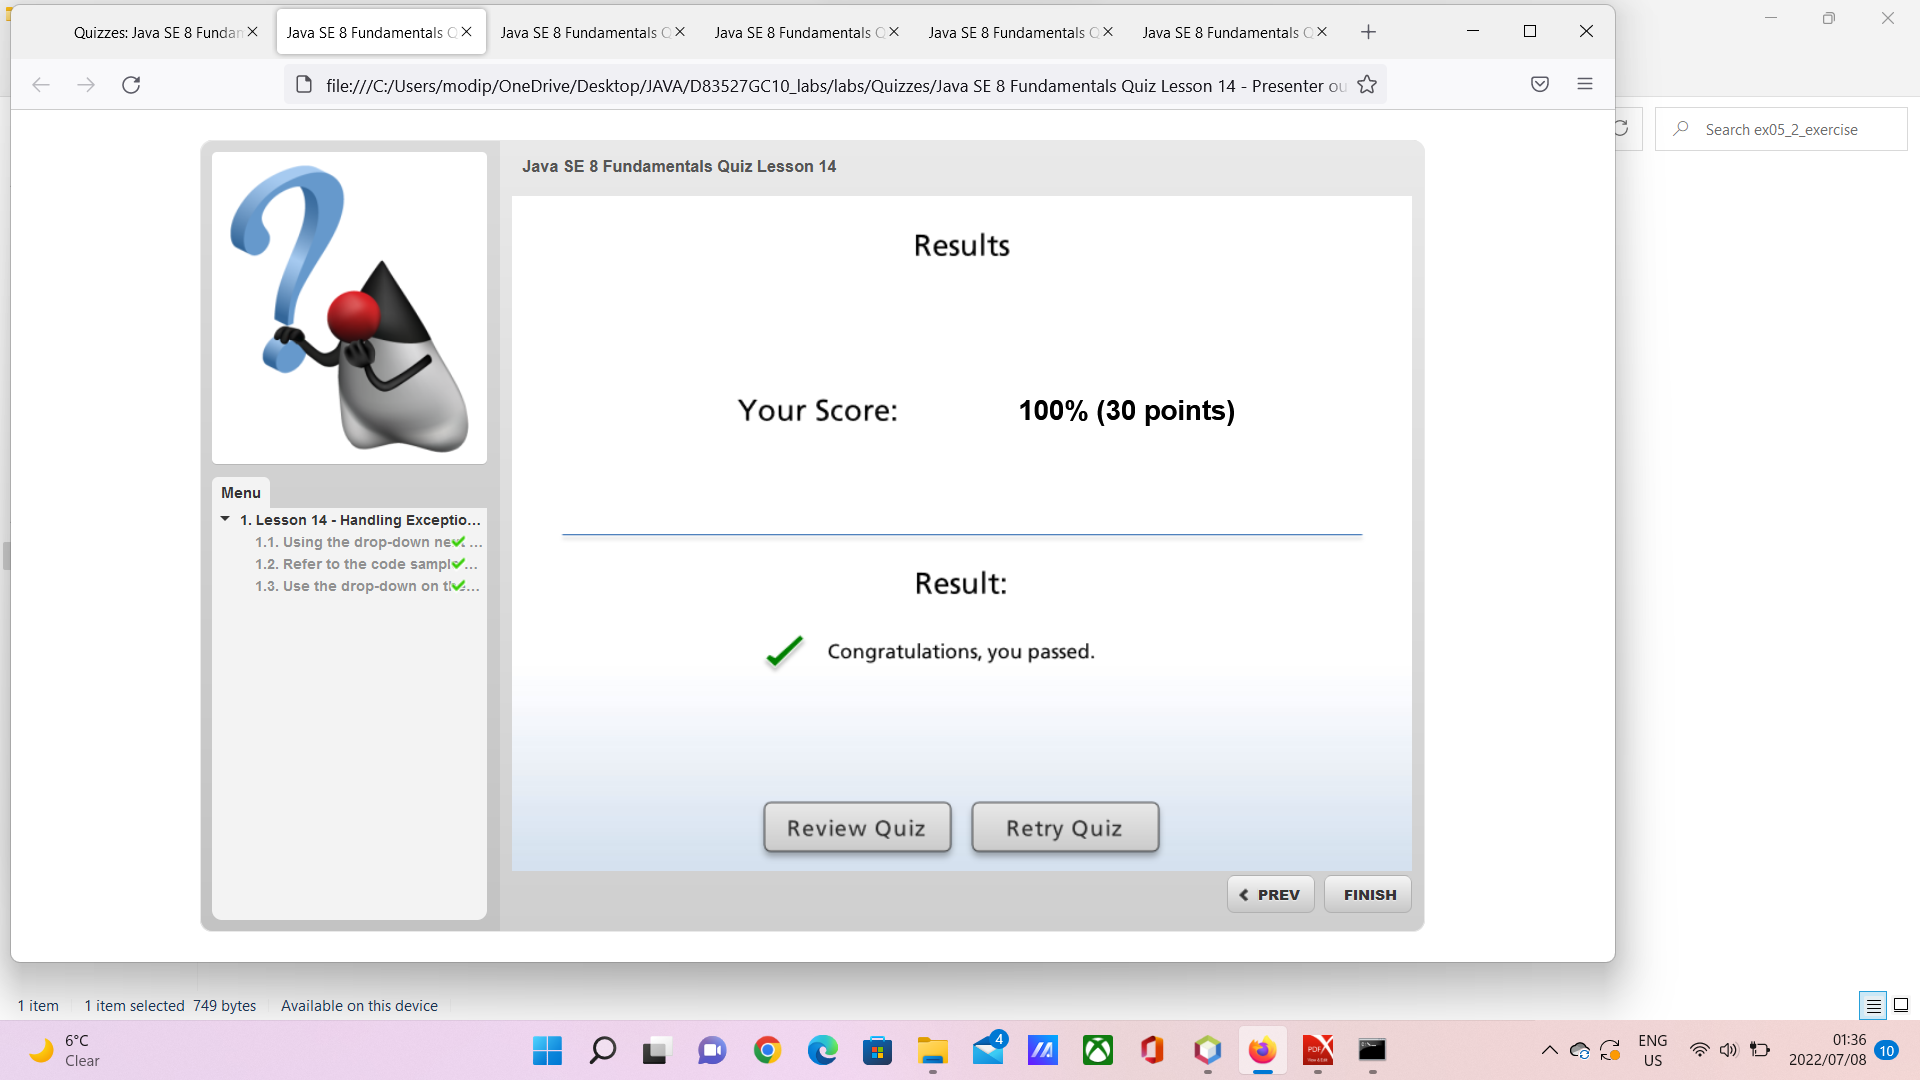 Quizzes: Java SE 8 Fundam
Java SE 8 Fundamentals Q
Java SE 8 Fundamentals Q
Java SE 8 Fundamentals Q
Java SE 8 Fundamentals Q
Java SE 8 Fundamentals Q
file:///C:/Users/modip/OneDrive/Desktop/JAVA/D83527GC10_labs/labs/Quizzes/Java SE 8 Fundamentals Quiz Lesson 14 - Presenter ou
Search ex05_2_exercise
Java SE 8 Fundamentals Quiz Lesson 14
Results
Your Score: 100% (30 points)
Result:
Congratulations, you passed.
Review Quiz
Retry Quiz
PREV
FINISH
Menu
1. Lesson 14 - Handling Exceptio...
1.1. Using the drop-down ne ...
1.2. Refer to the code sampl ...
1.3. Use the drop-down on t ...
1 item
1 item selected 749 bytes
Available on this device
6°C
Clear
4
PDF
ENG
US
01:36
2022/07/08
10